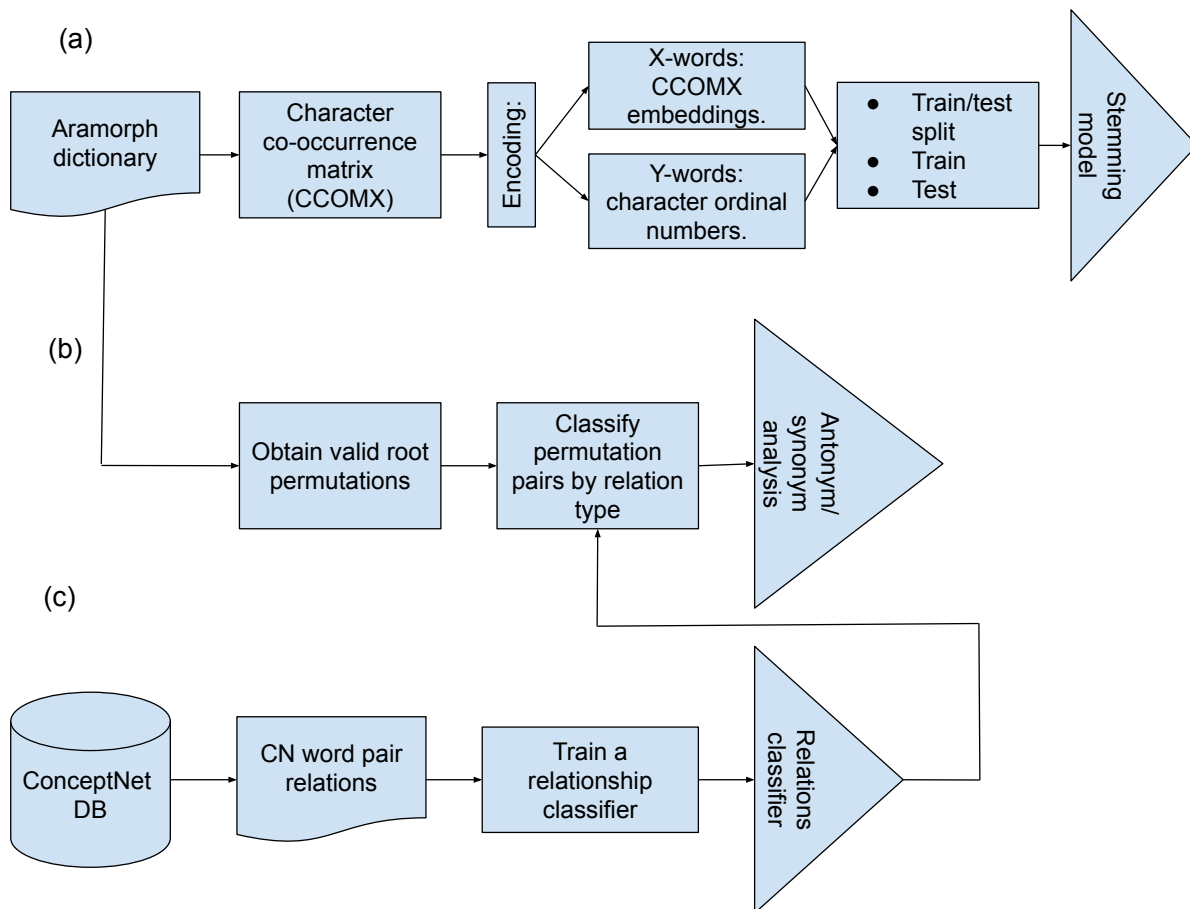 (a)
Aramorph
dictionary
Character
co-occurrence
matrix
(CCOMX)
Encoding:
X-words:
CCOMX
embeddings.
Y-words:
character ordinal
numbers.
● Train/test
split
● Train
● Test
Stemming
model
(b)
Obtain valid root
permutations
Classify
permutation
pairs by relation
type
Antonym/
synonym
analysis
(c)
ConceptNet
DB
CN word pair
relations
Train a
relationship
classifier
Relations
classifier